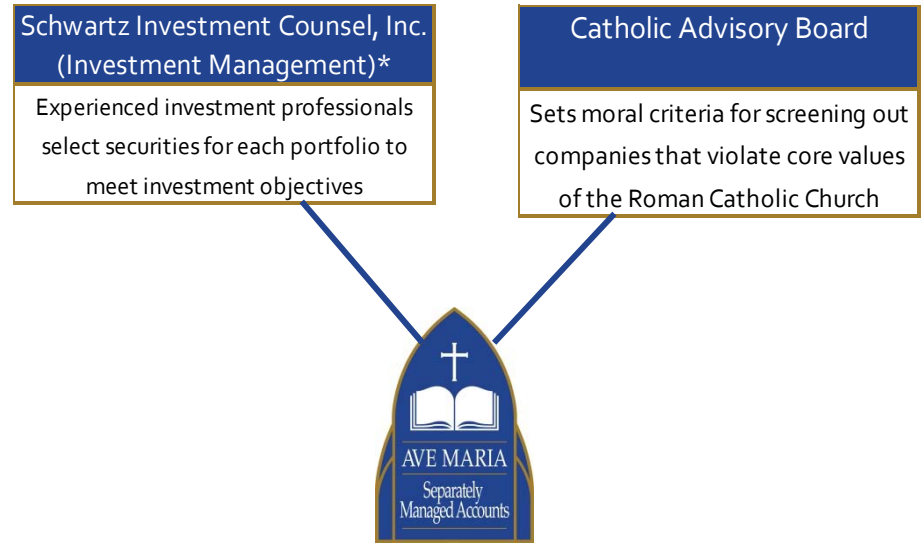 Schwartz Investment Counsel, Inc.
(Investment Management)*
Experienced investment professionals
select securities for each portfolio to
meet investment objectives
Catholic Advisory Board
Sets moral criteria for screening out
companies that violate core values
of the Roman Catholic Church
AVE MARIA
Separately
Managed Accounts